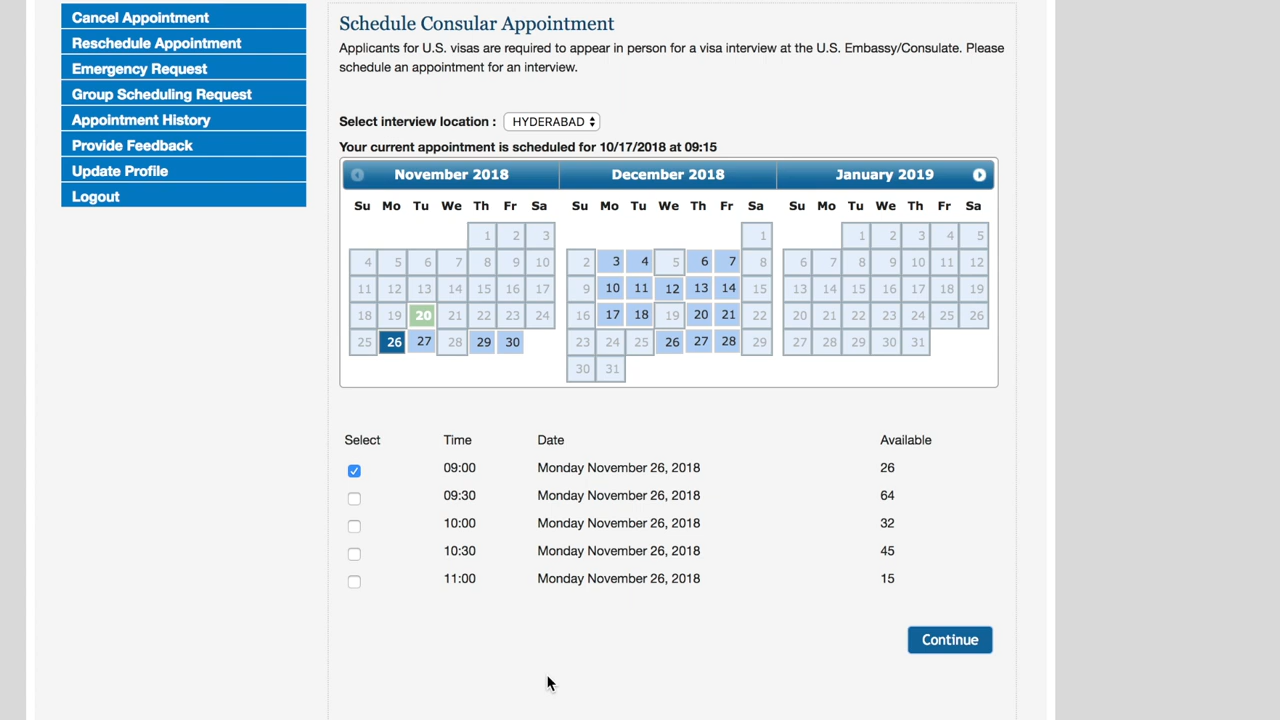 Cancel Appointment
Reschedule Appointment
Emergency Request
Group Scheduling Request
Appointment History
Provide Feedback
Update Profile
Logout
Schedule Consular Appointment
Applicants for U.S. visas are required to appear in person for a visa interview at the U.S. Embassy/Consulate. Please
schedule an appointment for an interview.
Select interview location : HYDERABAD
Your current appointment is scheduled for 10/17/2018 at 09:15
November 2018
Su Mo Tu We Th Fr Sa
1 2 3
4 5 6 7 8 9 10
11 12 13 14 15 16 17
18 19 20 21 22 23 24
25 26 27 28 29 30
December 2018
Su Mo Tu We Th Fr Sa
1
2 3 4 5 6 7 8
9 10 11 12 13 14 15
16 17 18 19 20 21 22
23 24 25 26 27 28 29
30 31
January 2019
Su Mo Tu We Th Fr Sa
1 2 3 4 5
6 7 8 9 10 11 12
13 14 15 16 17 18 19
20 21 22 23 24 25 26
27 28 29 30 31
Select Time Date Available
09:00 Monday November 26, 2018 26
09:30 Monday November 26, 2018 64
10:00 Monday November 26, 2018 32
10:30 Monday November 26, 2018 45
11:00 Monday November 26, 2018 15
Continue